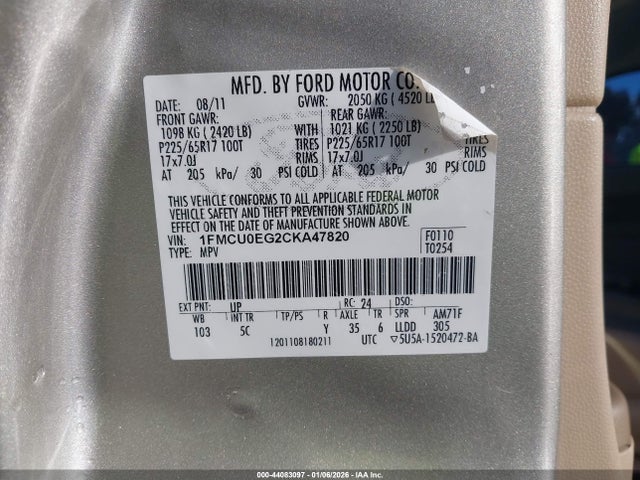 MFD. BY FORD MOTOR CO.
DATE: 08/11 GVWR: 2050 KG ( 4520 LB
FRONT GAWR: REAR GAWR:
1098 KG ( 2420 LB) WITH 1021 KG ( 2250 LB)
P225/65R17 100T TIRES P225/65R17 100T TIRES
17x7.0J RIMS 17x7.0J RIMS
AT 205 kPa/ 30 PSI COLD AT 205 kPa/ 30 PSI COLD
THIS VEHICLE CONFORMS TO ALL APPLICABLE FEDERAL MOTOR
VEHICLE SAFETY AND THEFT PREVENTION STANDARDS IN
EFFECT ON THE DATE OF MANUFACTURE SHOWN ABOVE.
VIN: 1FMCU0EG2CKA47820 F0110
TYPE: MPV T0254
EXT PNT: UP RC: 24 DSO:
WB INT TR TP/PS R AXLE TR SPR AM71F
103 5C Y 35 6 LLDD 305
1201108180211 UTC ▽5U5A-1520472-BA
000-44083097 - 01/06/2026 - IAA Inc.